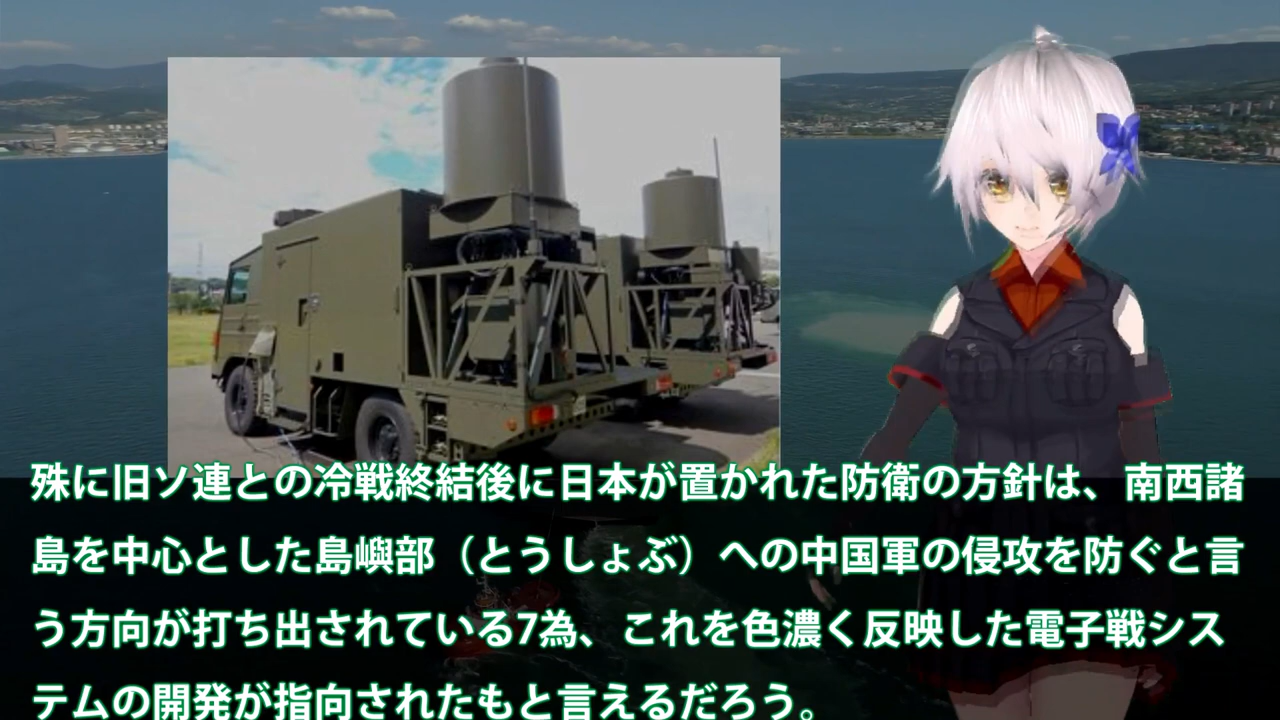 殊に旧ソ連との冷戦終結後に日本が置かれた防衛の方針は、南西諸
島を中心とした島嶼部（とうしょぶ）への中国軍の侵攻を防ぐと言
う方向が打ち出されている7為、これを色濃く反映した電子戦シス
テムの開発が指向されたもと言えるだろう。